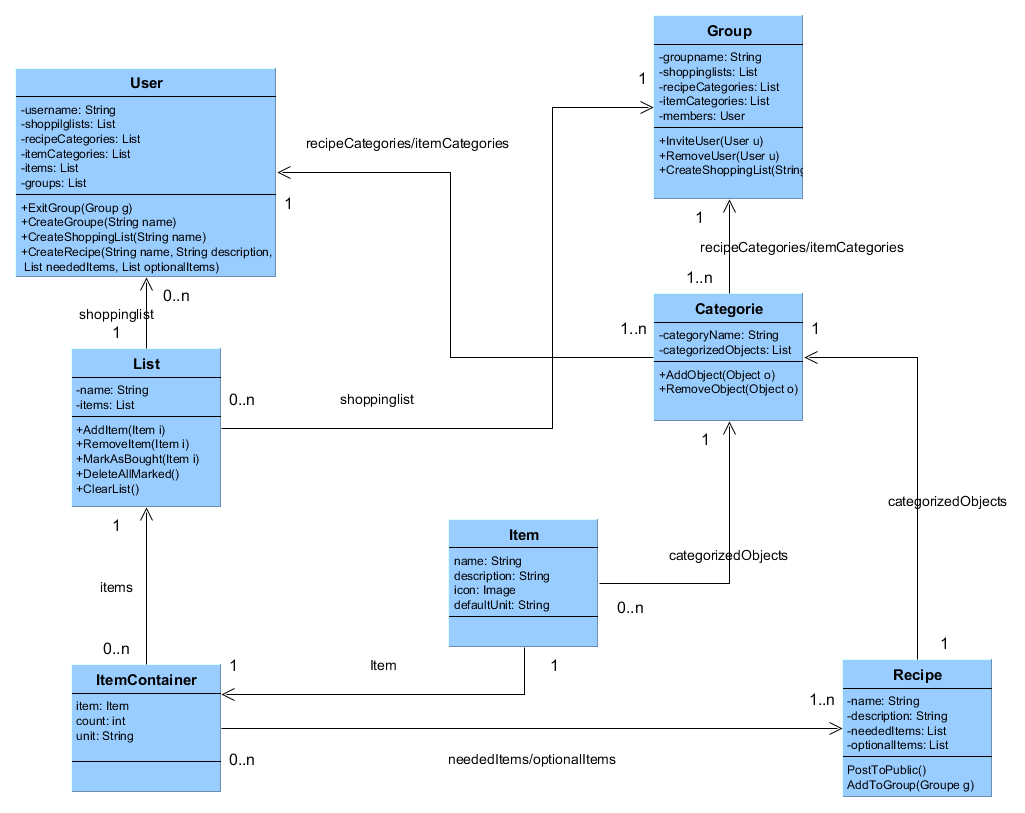 Group
-groupname: String
-shoppinglists: List
-recipeCategories: List
-itemCategories: List
-members: User
+InviteUser(User u)
+RemoveUser(User u)
+CreateShoppingList(String
1
1
User
-username: String
-shoppilglists: List
-recipeCategories: List
-itemCategories: List
-items: List
-groups: List
+ExitGroup(Group g)
+CreateGroupe(String name)
+CreateShoppingList(String name)
+CreateRecipe(String name, String description,
List neededItems, List optionalItems)
recipeCategories/itemCategories
1
0..n
shoppinglist
1
recipeCategories/itemCategories
1..n
1..n
Categorie
-categoryName: String
-categorizedObjects: List
+AddObject(Object o)
+RemoveObject(Object o)
1
1
List
-name: String
-items: List
+AddItem(Item i)
+RemoveItem(Item i)
+MarkAsBought(Item i)
+DeleteAllMarked()
+ClearList()
0..n
shoppinglist
1
items
0..n
Item
name: String
description: String
icon: Image
defaultUnit: String
categorizedObjects
0..n
categorizedObjects
1
1
Item
1
ItemContainer
item: Item
count: int
unit: String
0..n
neededItems/optionalItems
1..n
Recipe
-name: String
-description: String
-neededItems: List
-optionalItems: List
PostToPublic()
AddToGroup(Groupe g)